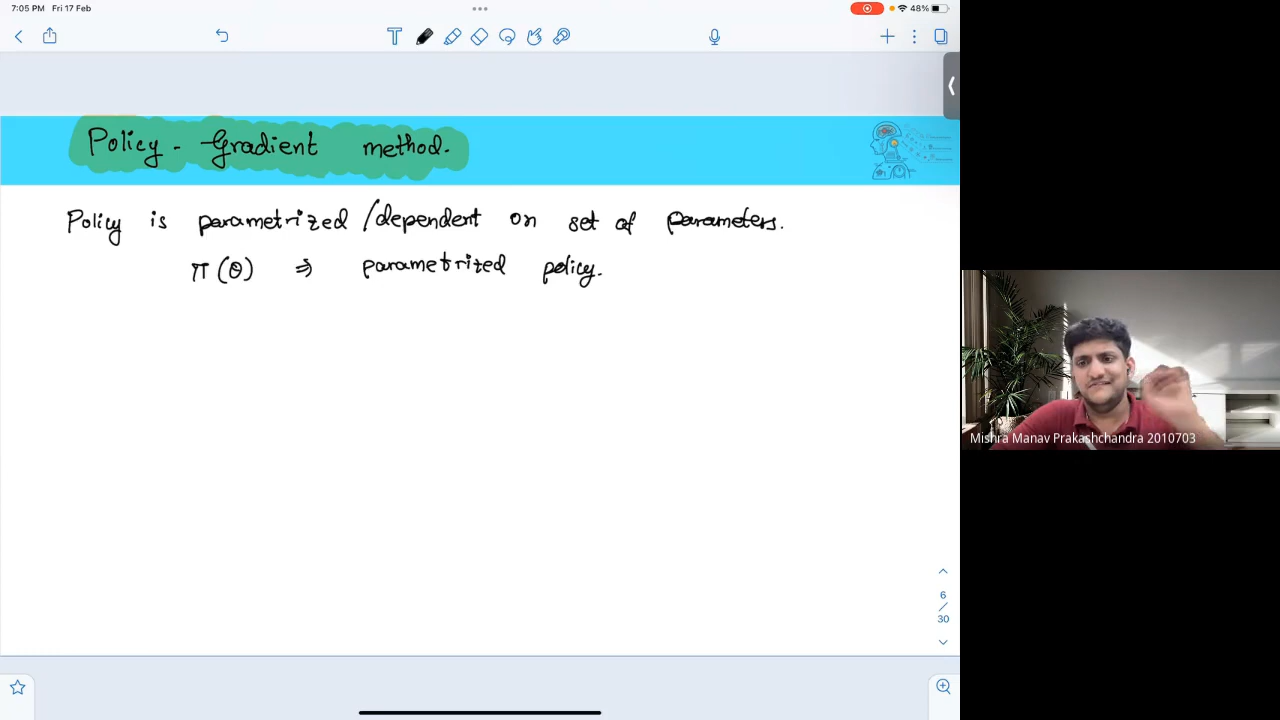 7:05 PM Fri 17 Feb
48%
T
Policy - Gradient method.
Policy is parametrized /dependent on set of parameters.
π(θ) ⇒ parametrized policy.
Mishra Manav Prakashchandra 2010703
6
/
30